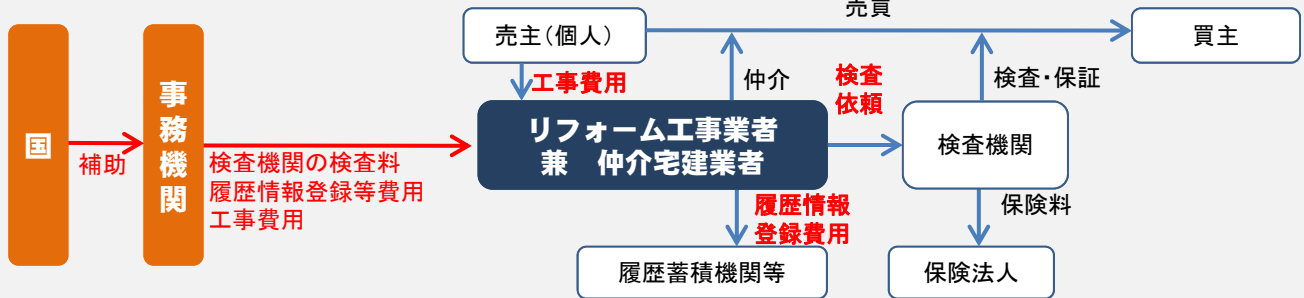 売買
売主（個人）
買主
工事費用
仲介
検査
依頼
検査・保証
国
補助
事務機関
検査機関の検査料
履歴情報登録等費用
工事費用
リフォーム工事業者
兼　仲介宅建業者
検査機関
履歴情報
登録費用
保険料
履歴蓄積機関等
保険法人